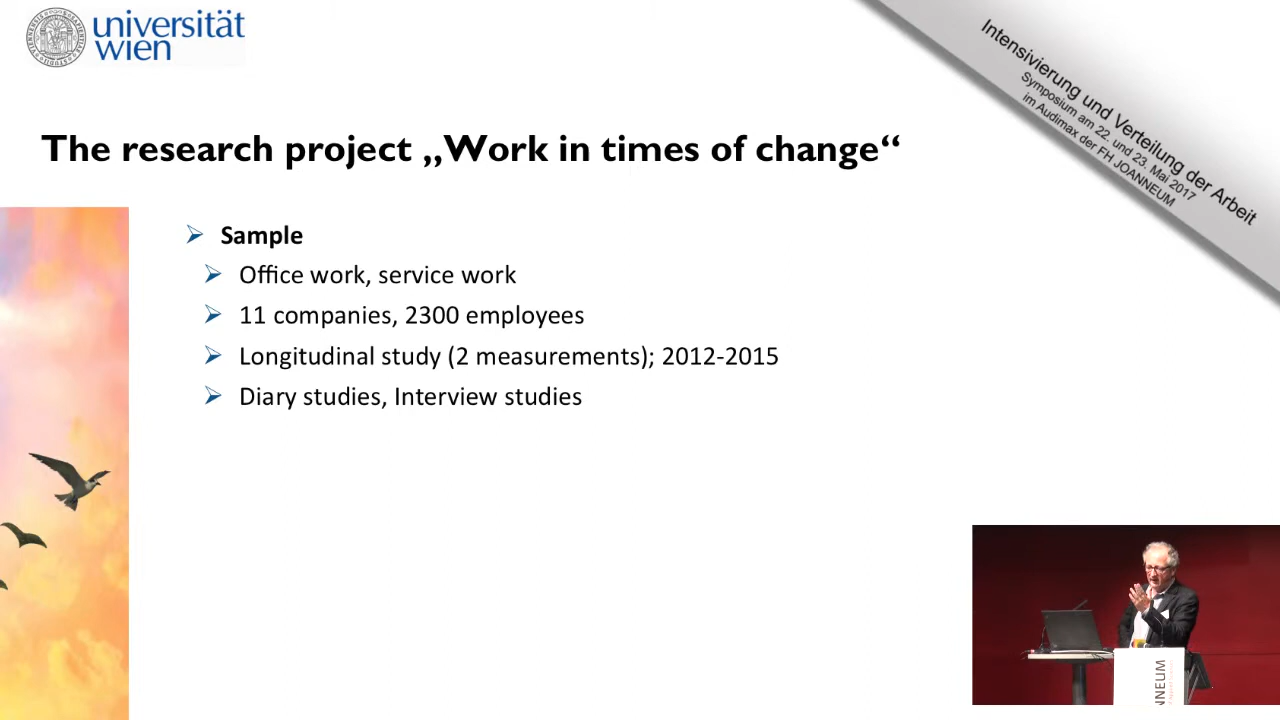 universität
wien
Intensivierung und Verteilung der Arbeit
Symposium am 22. und 23. Mai 2017
im Audimax der FH JOANNEUM
The research project „Work in times of change“
Sample
Office work, service work
11 companies, 2300 employees
Longitudinal study (2 measurements); 2012-2015
Diary studies, Interview studies